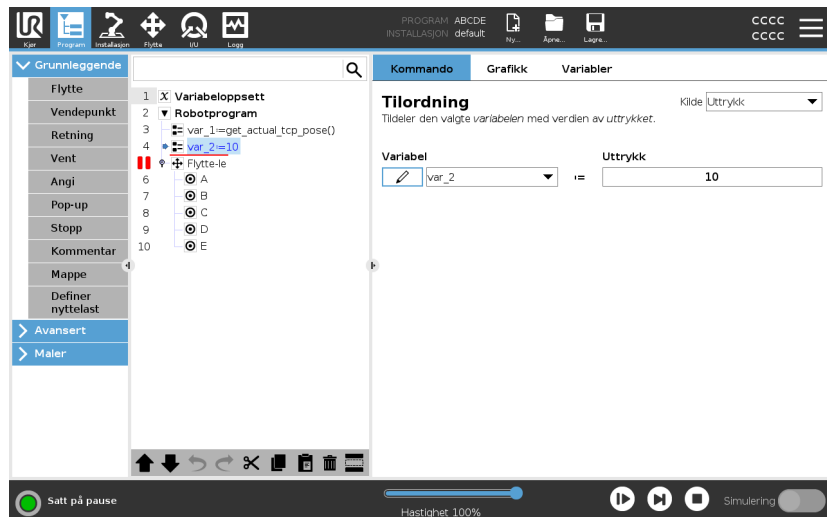 Kjør
Program
Installasjon
Flytte
I/U
Logg
PROGRAM ABCDE
INSTALLASJON default
Ny...
Åpne...
Lagre...
CCCC
CCCC
Grunnleggende
Flytte
Vendepunkt
Retning
Vent
Angi
Pop-up
Stopp
Kommentar
Mappe
Definer
nyttelast
Avansert
Maler
1 X Variabeloppsett
2 Robotprogram
3 var_1:=get_actual_tcp_pose()
4 var_2:=10
Flytte-le
6 A
7 B
8 C
9 D
10 E
Kommando Grafikk Variabler
Tilordning
Kilde Uttrykk
Tildeler den valgte variabelen med verdien av uttrykket.
Variabel Uttrykk
var_2 := 10
Satt på pause
Hastighet 100%
Simulering